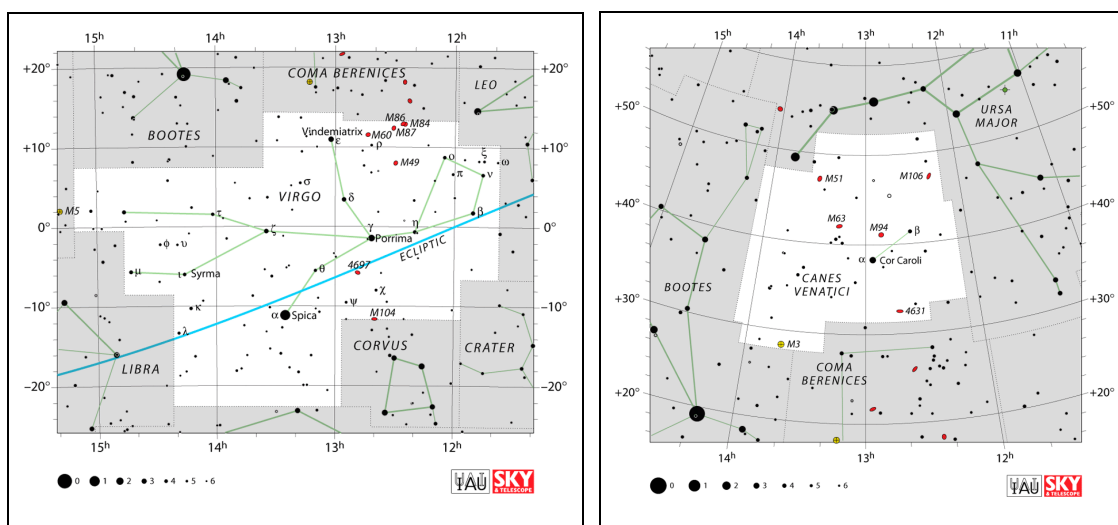 15ʰ 14ʰ 13ʰ 12ʰ
+20° COMA BERENICES +20°
LEO
M86
M84
Vindemiatrix M60 M87
BOOTES
ε ρ
+10° +10°
M49 ο ξ ω
π
ν
σ
VIRGO
δ
M5 τ β
γ η
0° ζ Porrima 0°
ϕ υ ECLIPTIC
θ 4697
μ ι Syrma
χ
−10° κ ψ −10°
α Spica M104
λ
CORVUS CRATER
LIBRA
−20° −20°
15ʰ 14ʰ 13ʰ 12ʰ
0 1 2 3 4 5 6
IAU SKY
& TELESCOPE
14ʰ 13ʰ 12ʰ 11ʰ
+50° URSA
MAJOR
+50°
M51 M106
+40° M63 +40°
M94 β
α Cor Caroli
CANES
VENATICI
BOOTES
+30° 4631 +30°
M3
COMA
BERENICES
+20° +20°
14ʰ 13ʰ 12ʰ
0 1 2 3 4 5 6
IAU SKY
& TELESCOPE